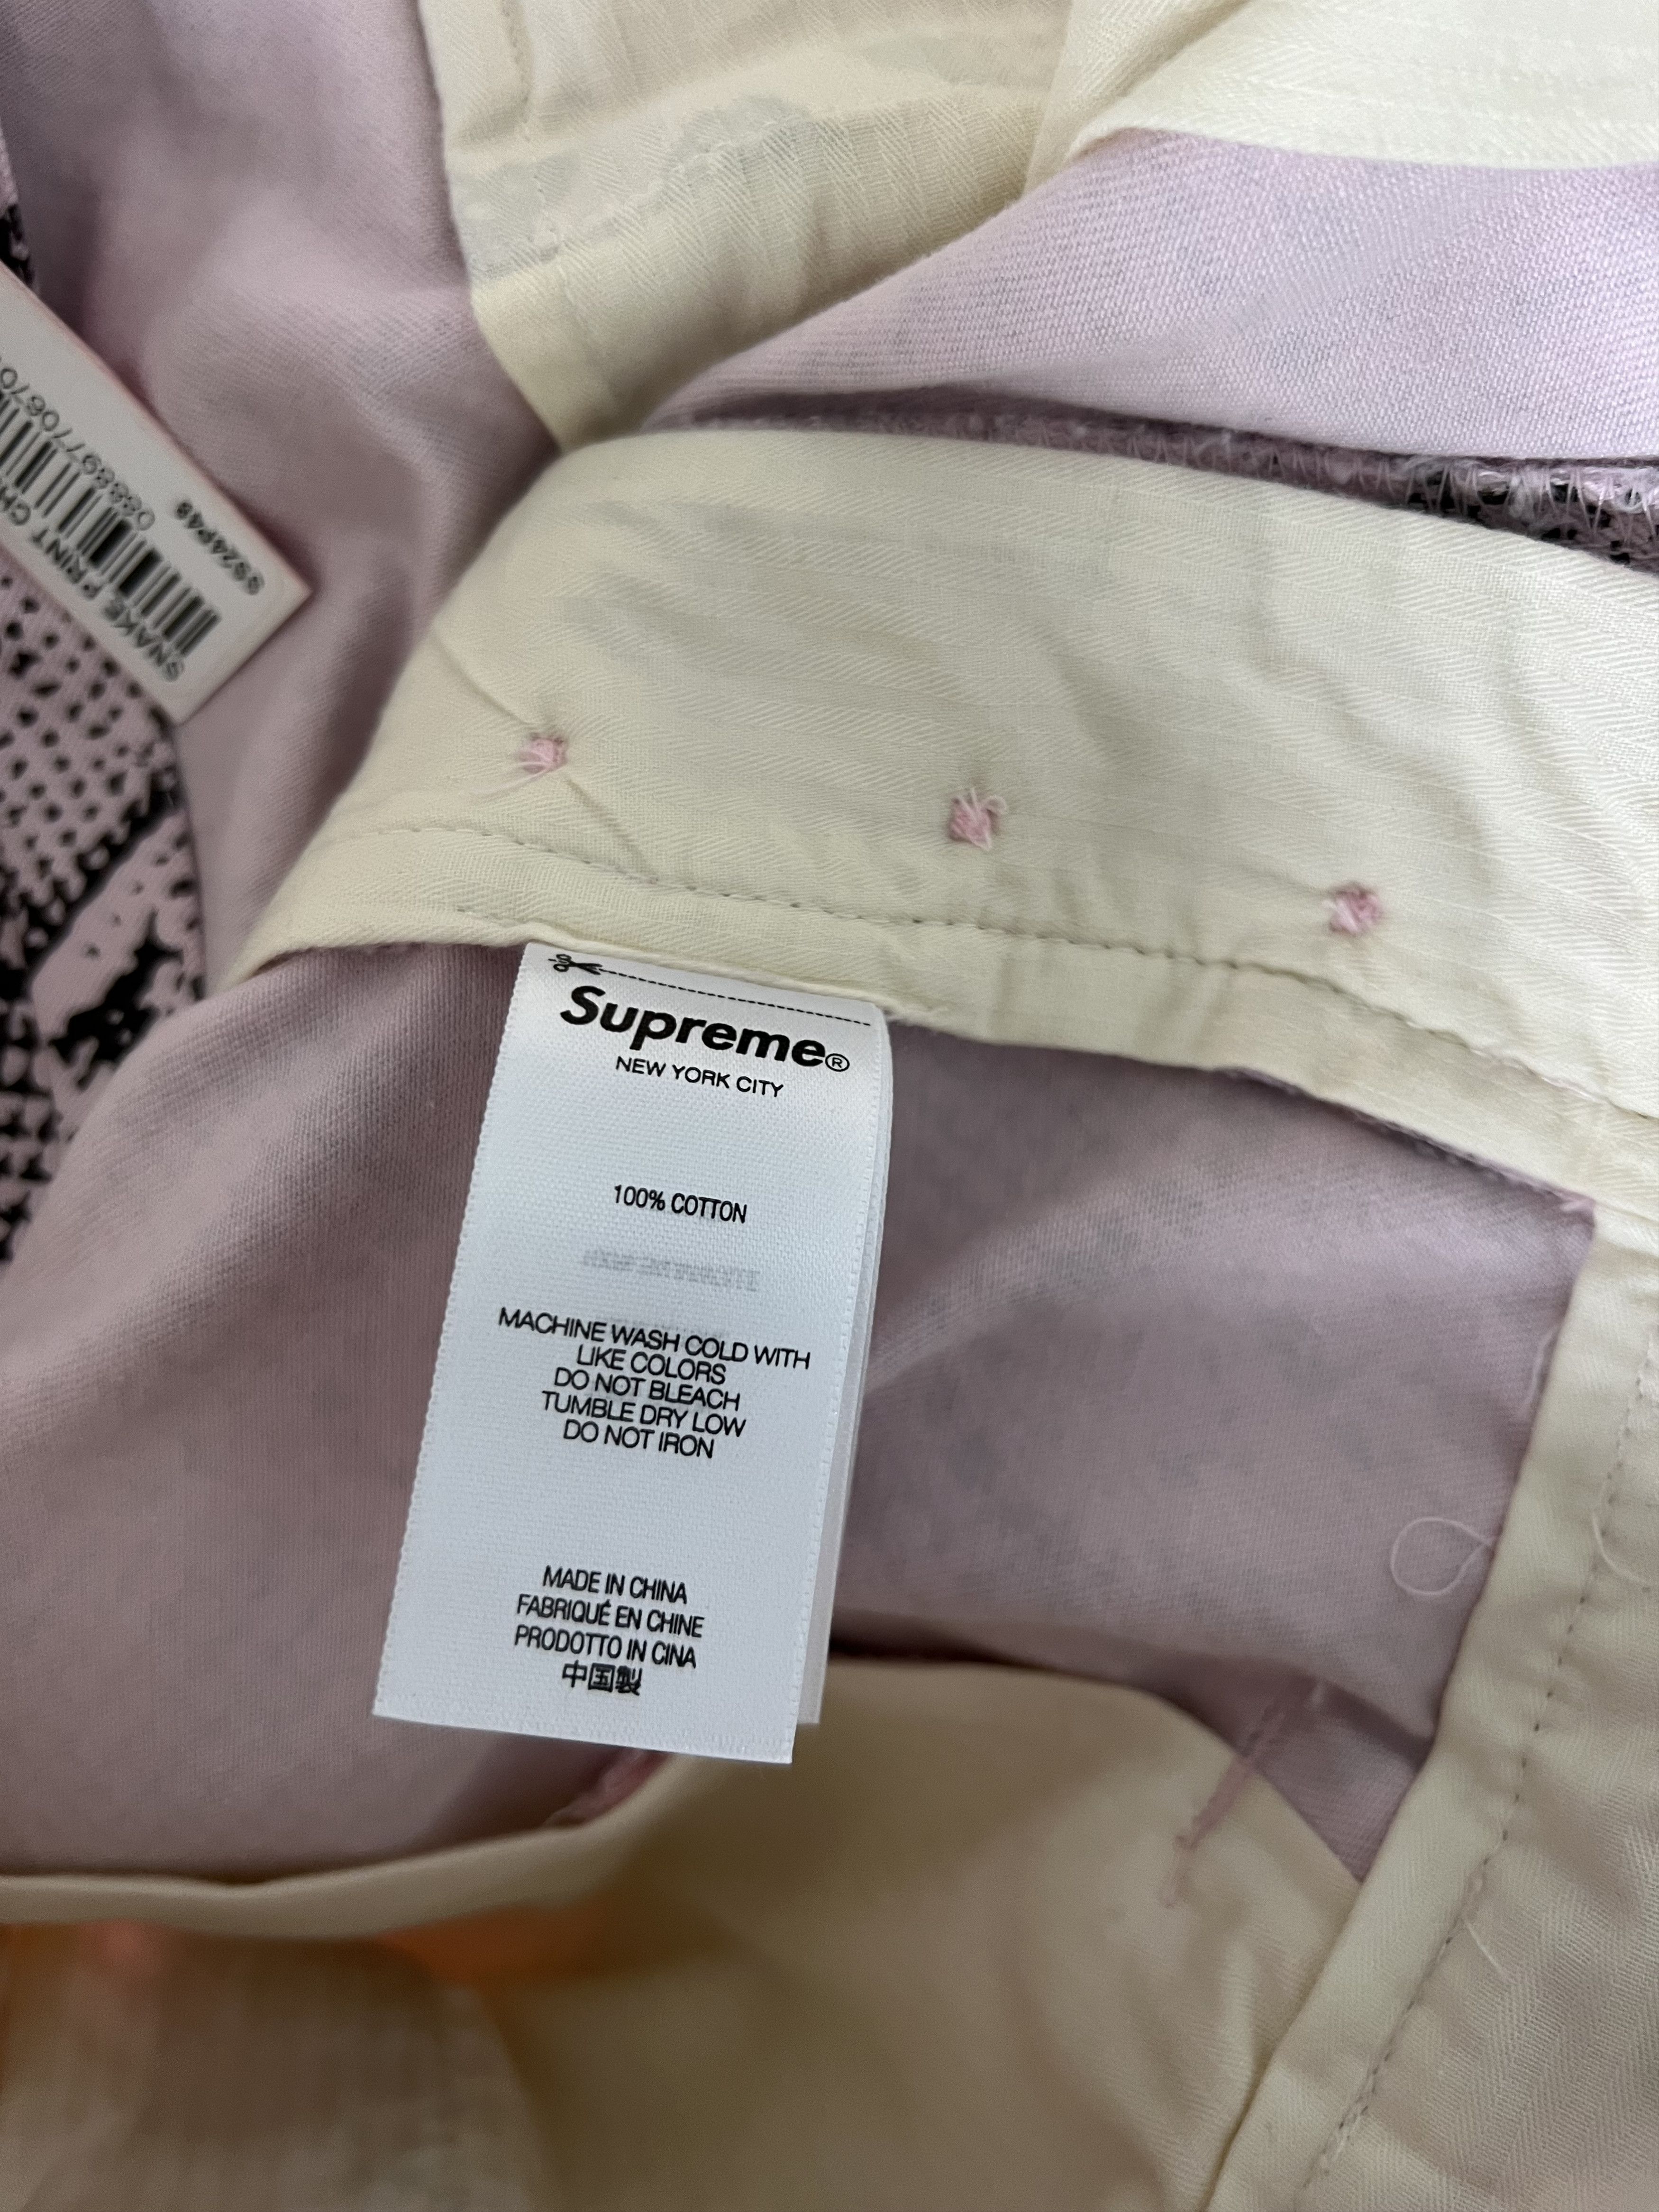 SS24P48
08889770670
SNAKE PRINT
Supreme®
NEW YORK CITY
100% COTTON
MACHINE WASH COLD WITH
LIKE COLORS
DO NOT BLEACH
TUMBLE DRY LOW
DO NOT IRON
MADE IN CHINA
FABRIQUÉ EN CHINE
PRODOTTO IN CINA
中国製